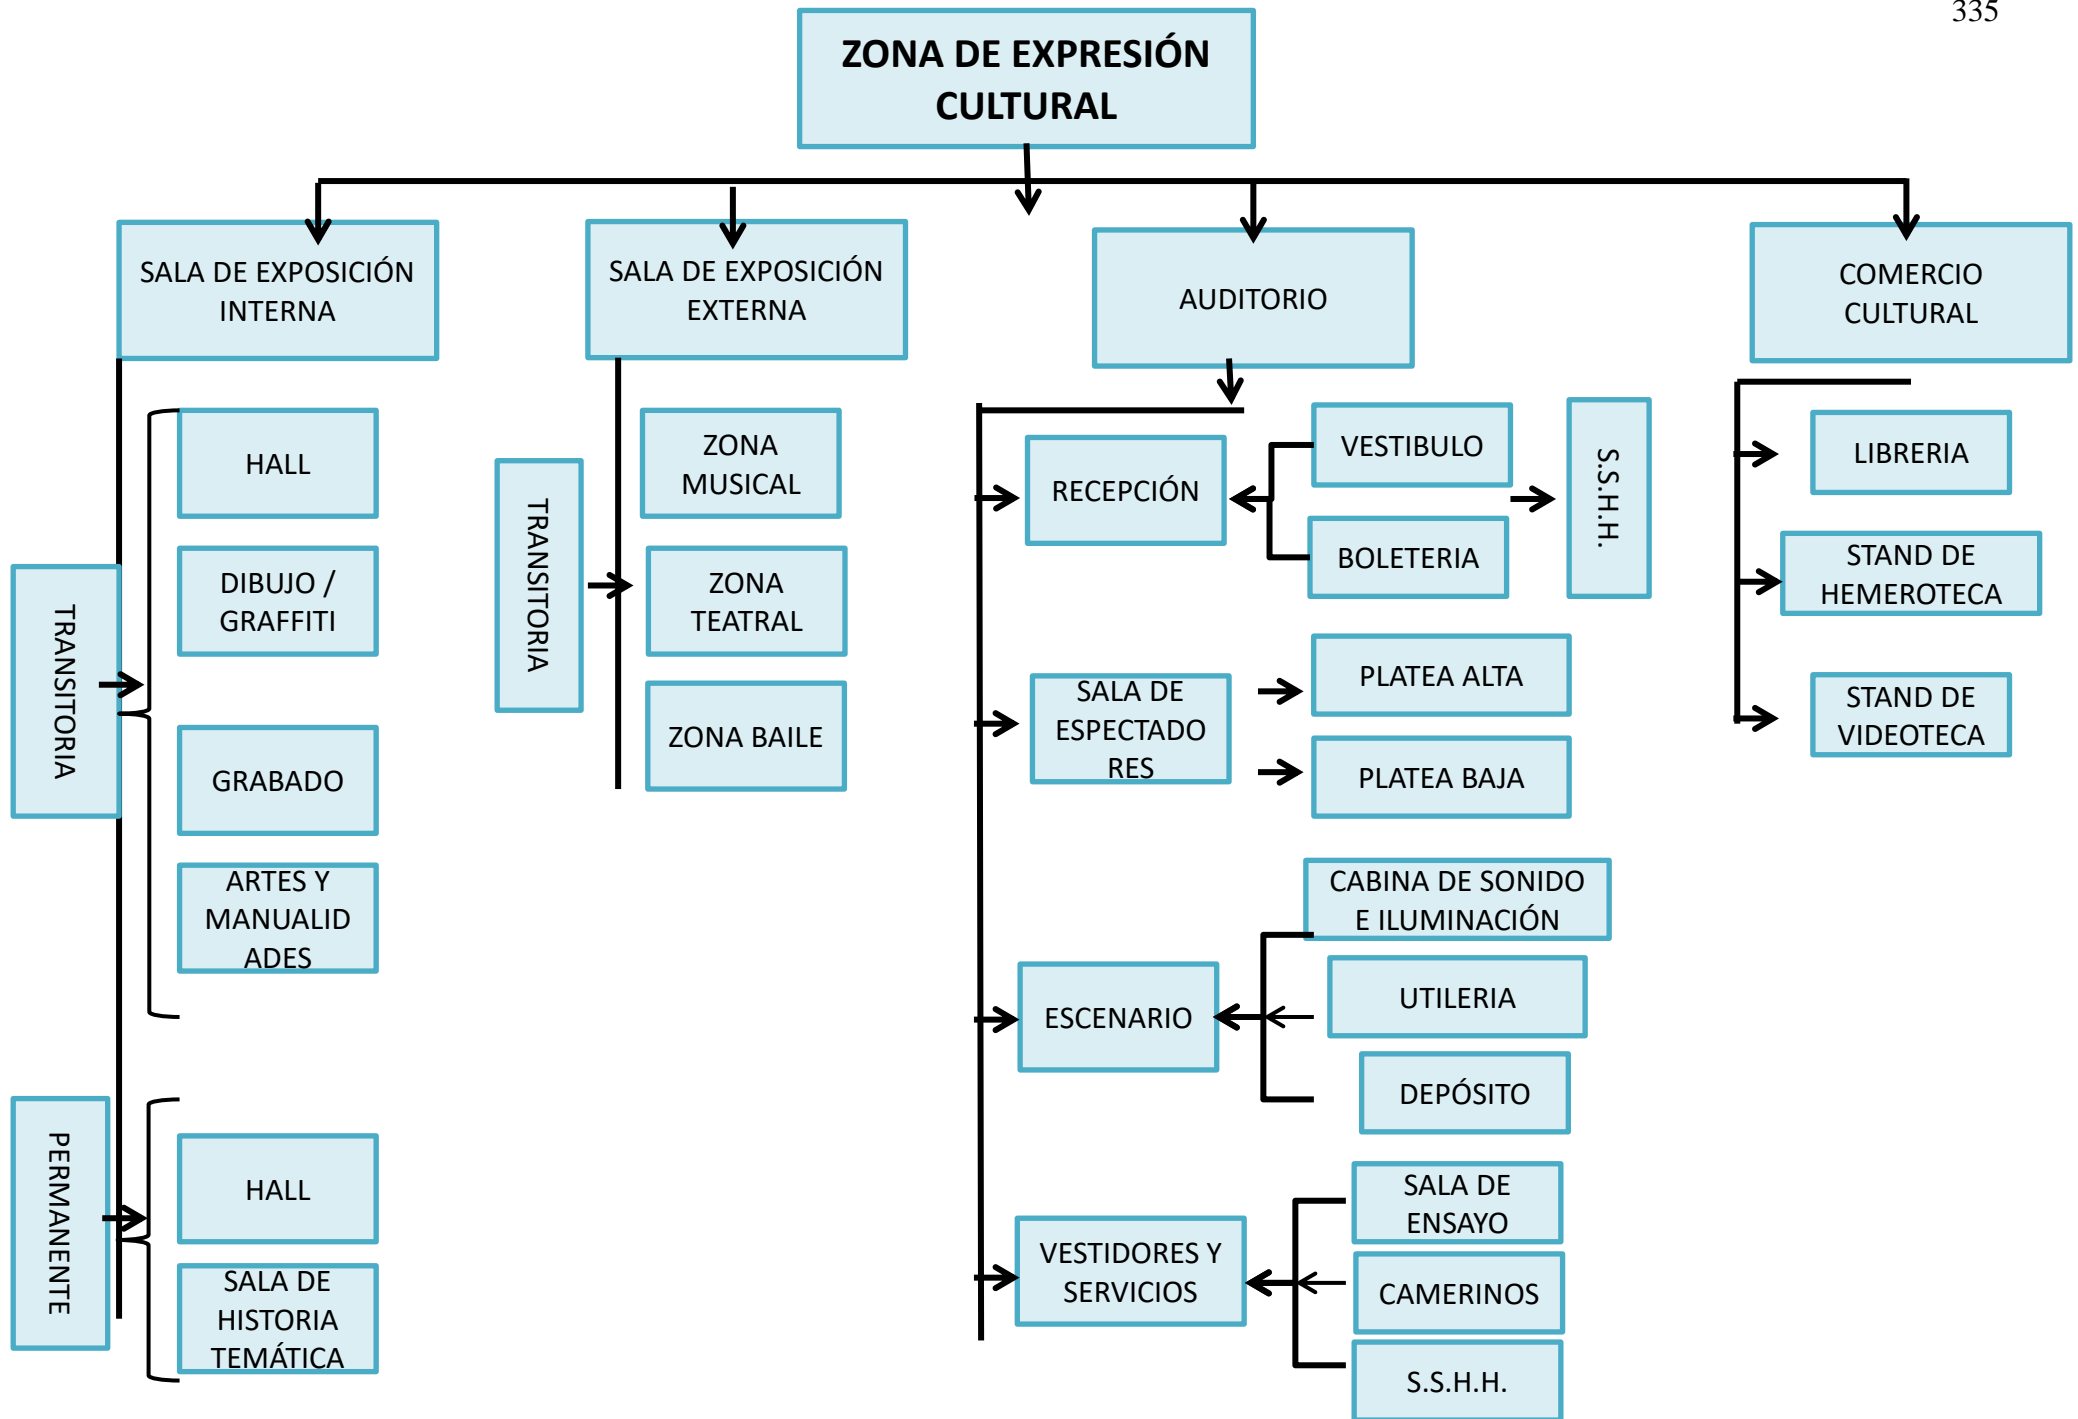 335
ZONA DE EXPRESIÓN
CULTURAL
SALA DE EXPOSICIÓN
INTERNA
SALA DE EXPOSICIÓN
EXTERNA
AUDITORIO
COMERCIO
CULTURAL
TRANSITORIA
HALL
DIBUJO /
GRAFFITI
GRABADO
ARTES Y
MANUALID
ADES
PERMANENTE
HALL
SALA DE
HISTORIA
TEMÁTICA
TRANSITORIA
ZONA
MUSICAL
ZONA
TEATRAL
ZONA BAILE
RECEPCIÓN
VESTIBULO
BOLETERIA
S.S.H.H.
SALA DE
ESPECTADO
RES
PLATEA ALTA
PLATEA BAJA
ESCENARIO
CABINA DE SONIDO
E ILUMINACIÓN
UTILERIA
DEPÓSITO
VESTIDORES Y
SERVICIOS
SALA DE
ENSAYO
CAMERINOS
S.S.H.H.
LIBRERIA
STAND DE
HEMEROTECA
STAND DE
VIDEOTECA